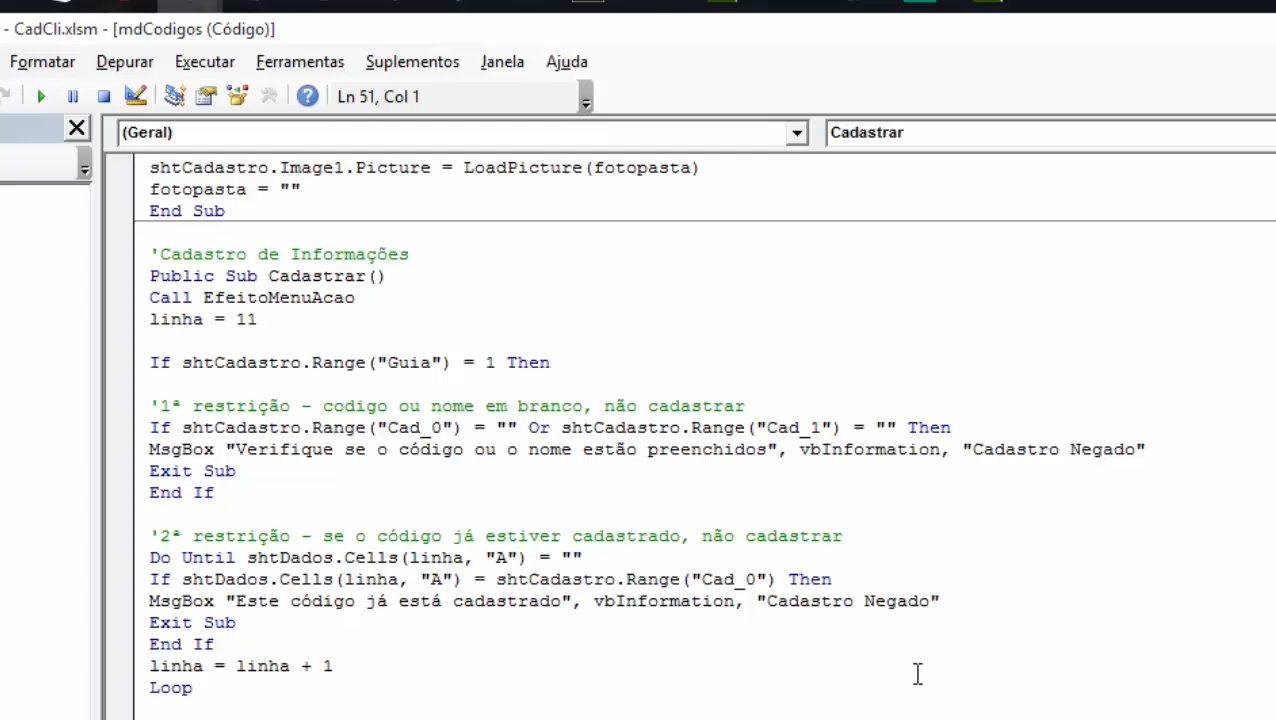 - CadCli.xlsm - [mdCodigos (Código)]
Formatar Depurar Executar Ferramentas Suplementos Janela Ajuda
Ln 51, Col 1
(Geral) Cadastrar
shtCadastro.Image1.Picture = LoadPicture(fotopasta)
fotopasta = ""
End Sub
'Cadastro de Informações
Public Sub Cadastrar()
Call EfeitoMenuAcao
linha = 11
If shtCadastro.Range("Guia") = 1 Then
'1ª restrição - codigo ou nome em branco, não cadastrar
If shtCadastro.Range("Cad_0") = "" Or shtCadastro.Range("Cad_1") = "" Then
MsgBox "Verifique se o código ou o nome estão preenchidos", vbInformation, "Cadastro Negado"
Exit Sub
End If
'2ª restrição - se o código já estiver cadastrado, não cadastrar
Do Until shtDados.Cells(linha, "A") = ""
If shtDados.Cells(linha, "A") = shtCadastro.Range("Cad_0") Then
MsgBox "Este código já está cadastrado", vbInformation, "Cadastro Negado"
Exit Sub
End If
linha = linha + 1
Loop